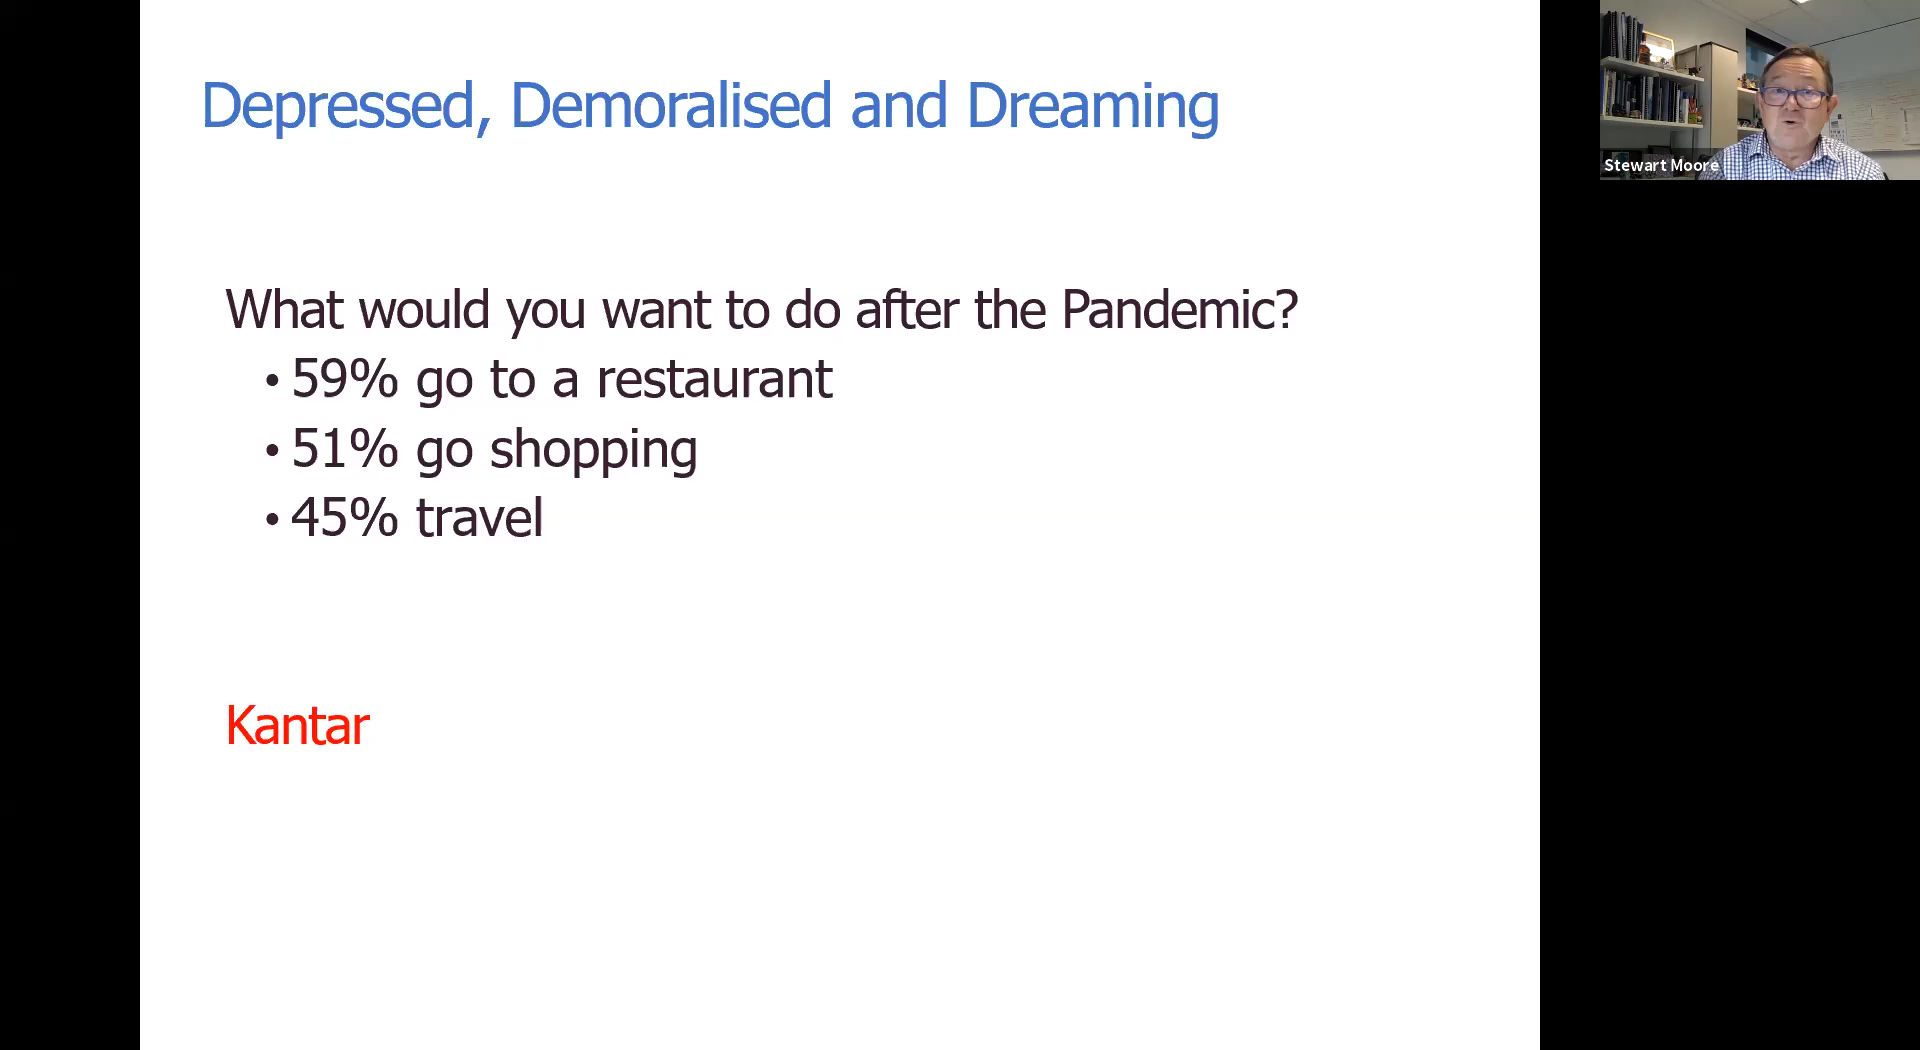 Depressed, Demoralised and Dreaming
Stewart Moore
What would you want to do after the Pandemic?
• 59% go to a restaurant
• 51% go shopping
• 45% travel
Kantar